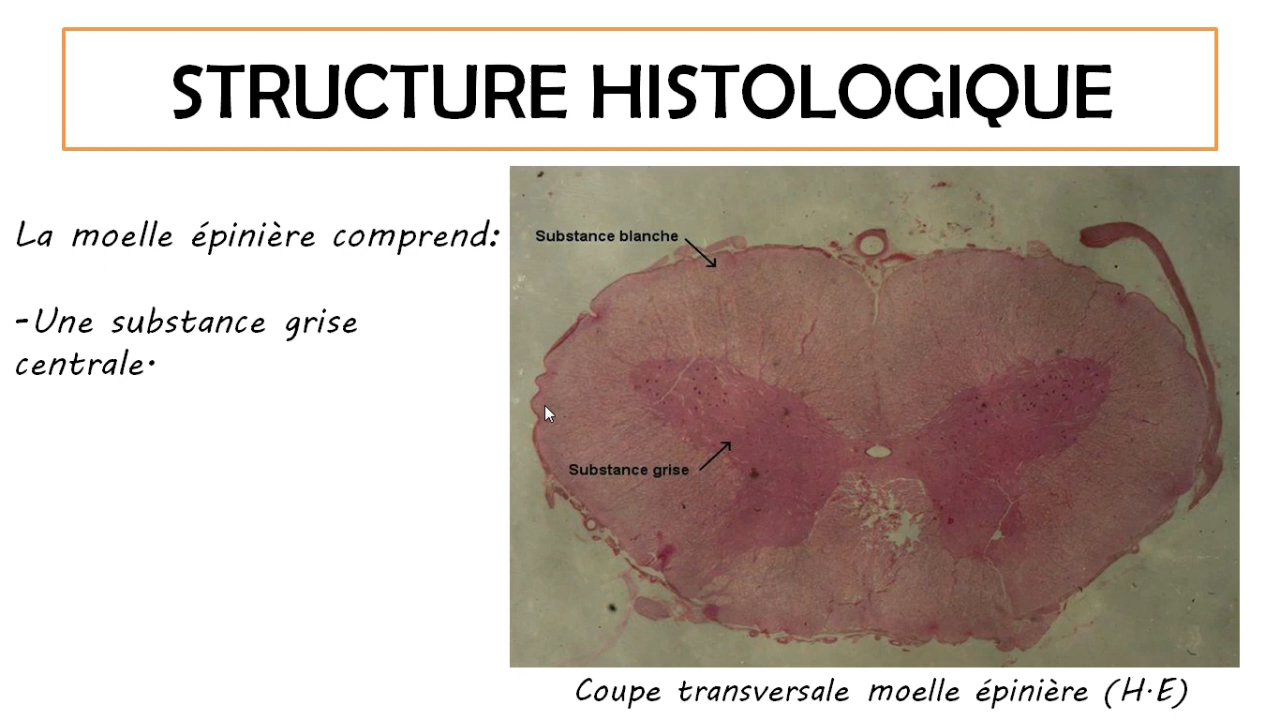 STRUCTURE HISTOLOGIQUE
La moelle épinière comprend:
-Une substance grise
centrale.
Substance blanche
Substance grise
Coupe transversale moelle épinière (H.E)